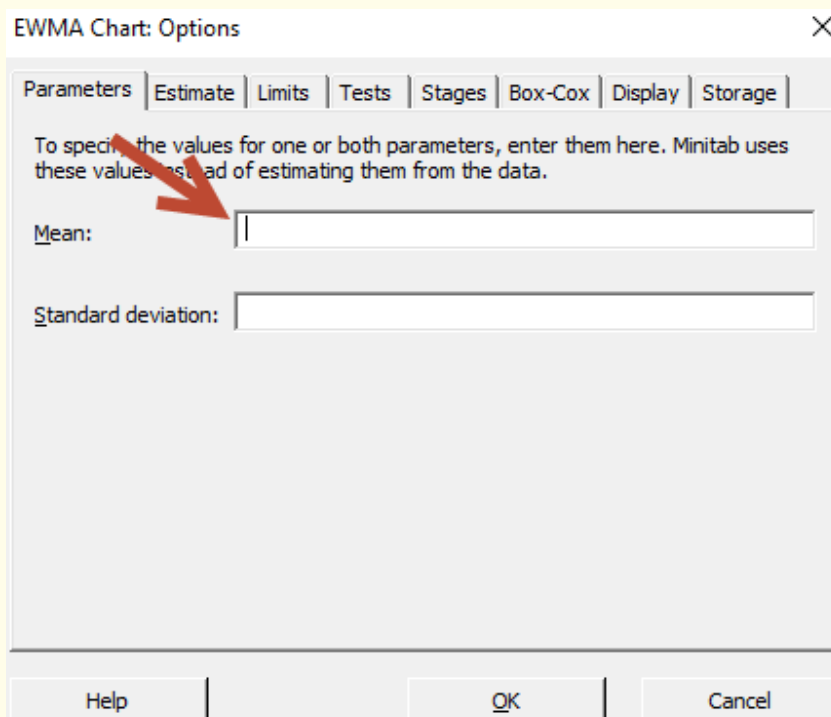 EWMA Chart: Options
Parameters Estimate Limits Tests Stages Box-Cox Display Storage
To specify the values for one or both parameters, enter them here. Minitab uses
these values instead of estimating them from the data.
Mean:
Standard deviation:
Help OK Cancel